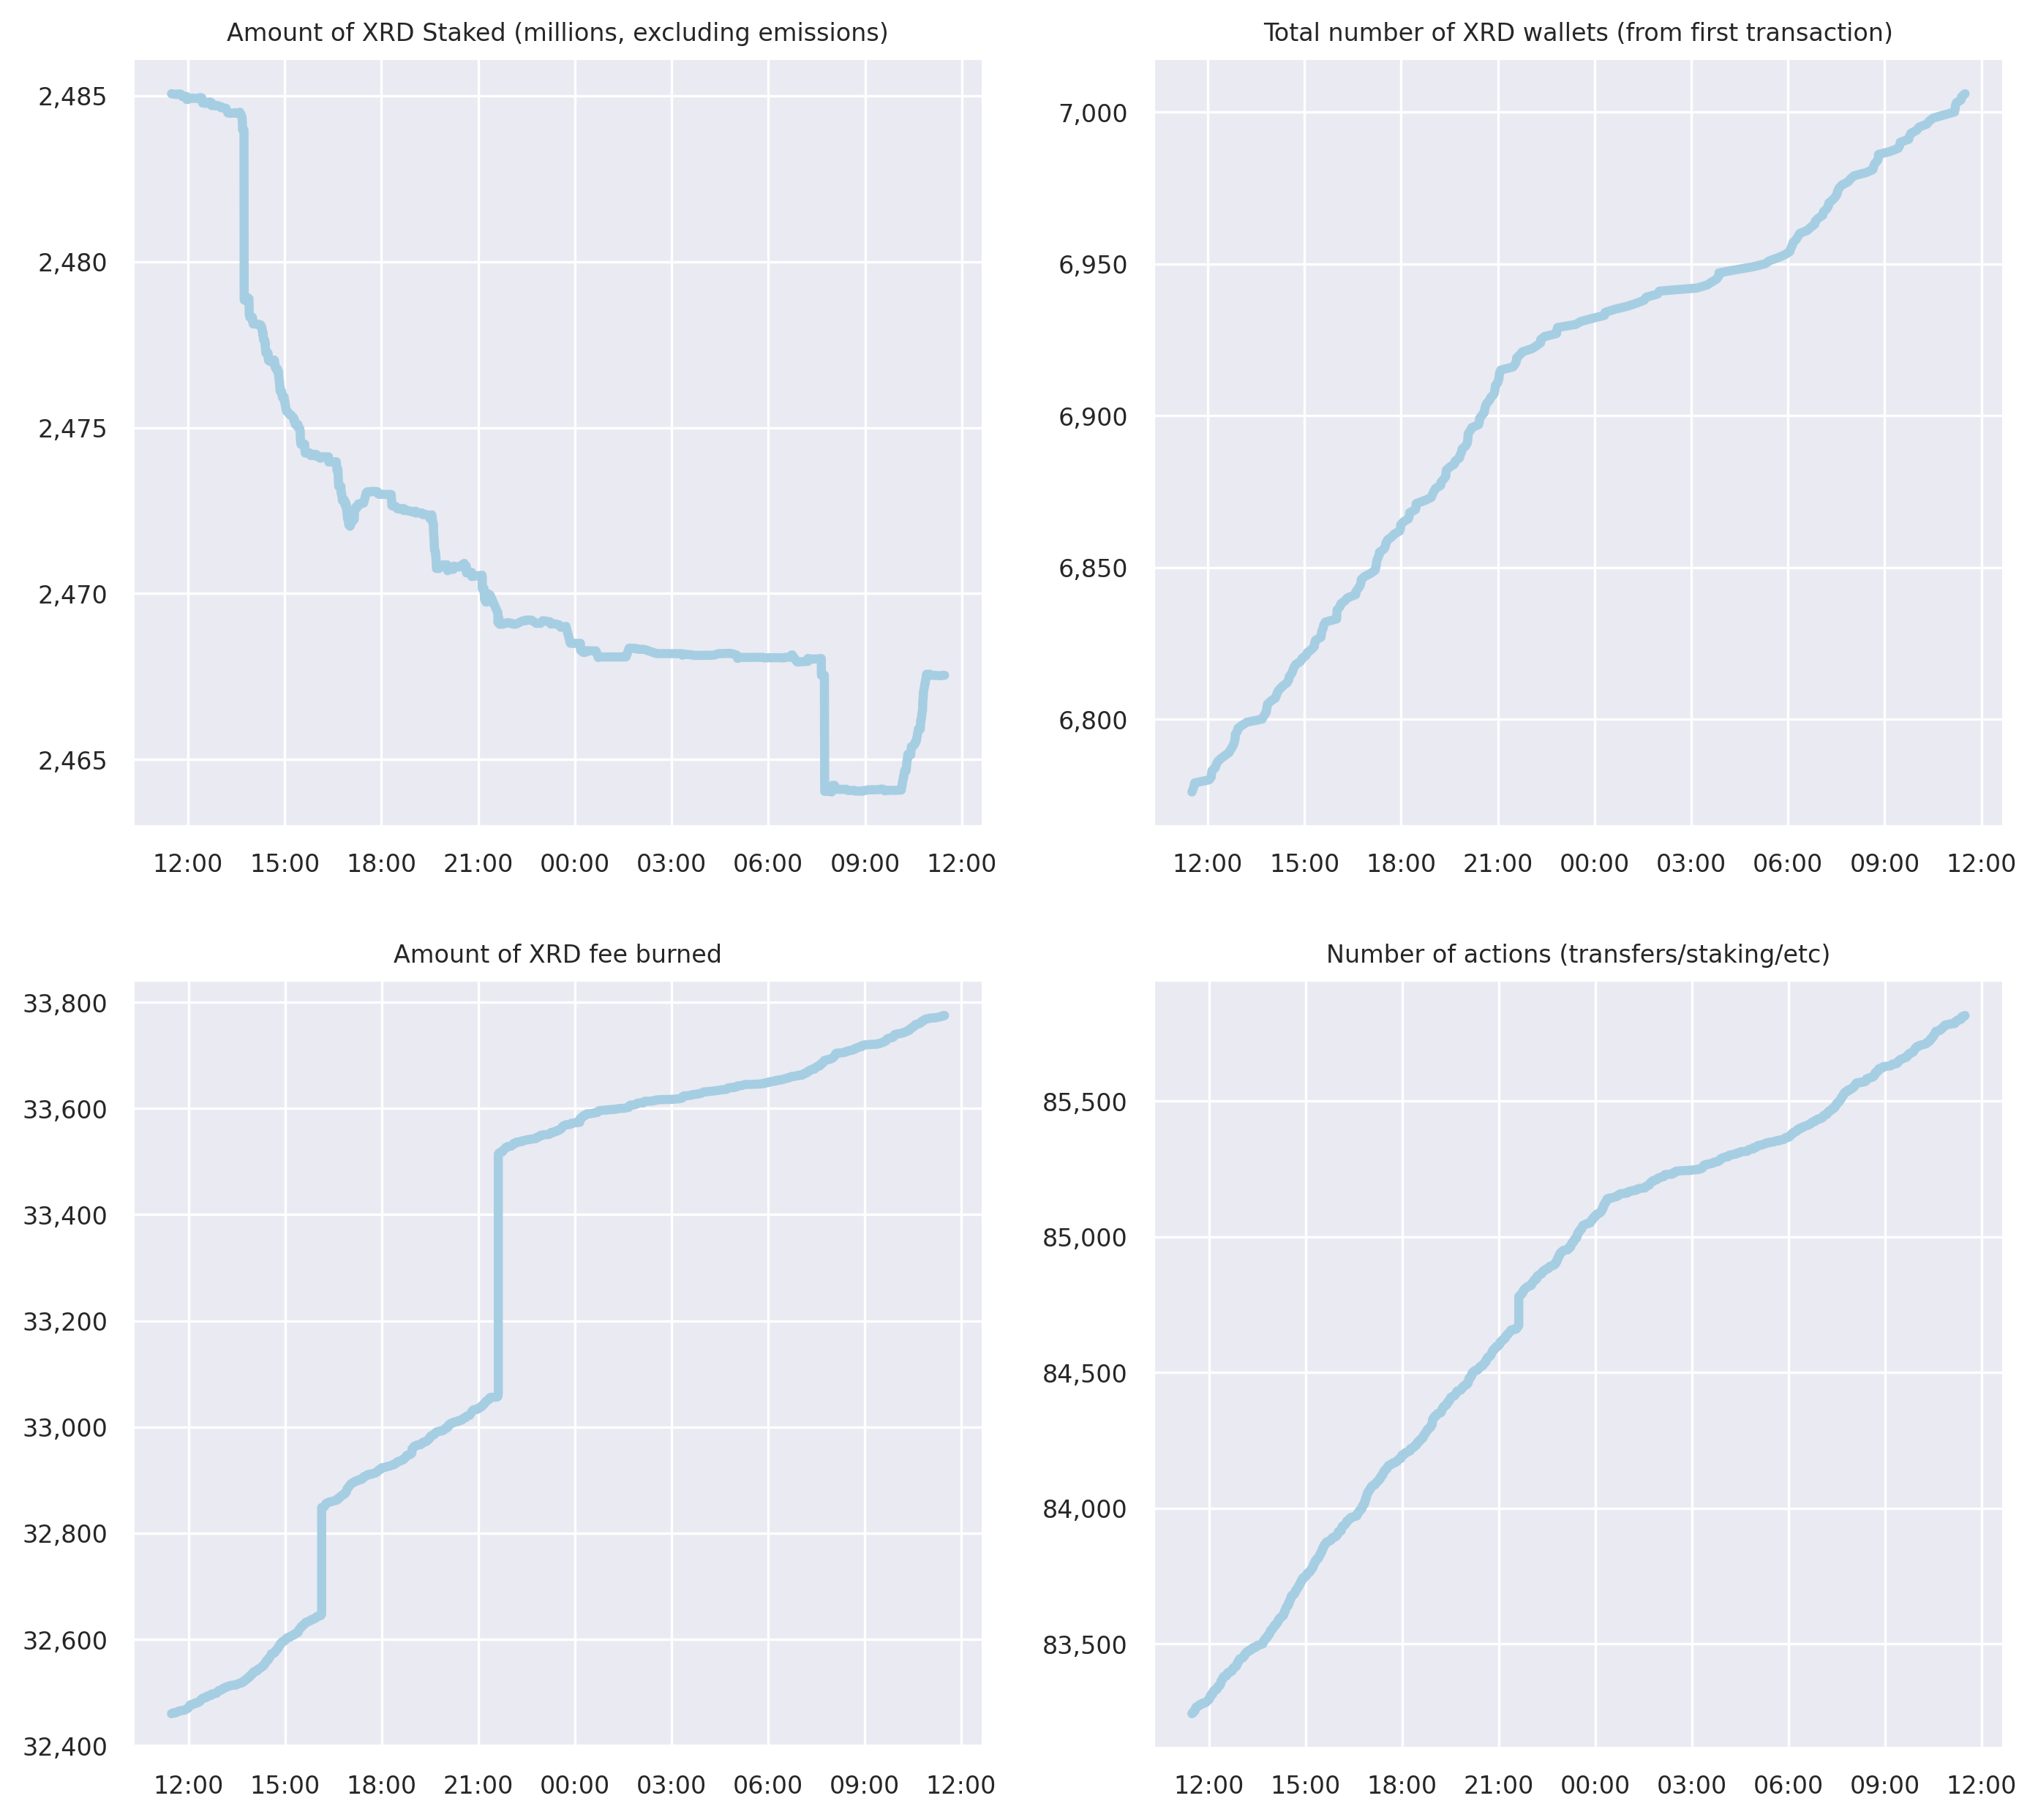 Amount of XRD Staked (millions, excluding emissions)
2,485
2,480
2,475
2,470
2,465
12:00 15:00 18:00 21:00 00:00 03:00 06:00 09:00 12:00
Total number of XRD wallets (from first transaction)
7,000
6,950
6,900
6,850
6,800
12:00 15:00 18:00 21:00 00:00 03:00 06:00 09:00 12:00
Amount of XRD fee burned
33,800
33,600
33,400
33,200
33,000
32,800
32,600
32,400
12:00 15:00 18:00 21:00 00:00 03:00 06:00 09:00 12:00
Number of actions (transfers/staking/etc)
85,500
85,000
84,500
84,000
83,500
12:00 15:00 18:00 21:00 00:00 03:00 06:00 09:00 12:00